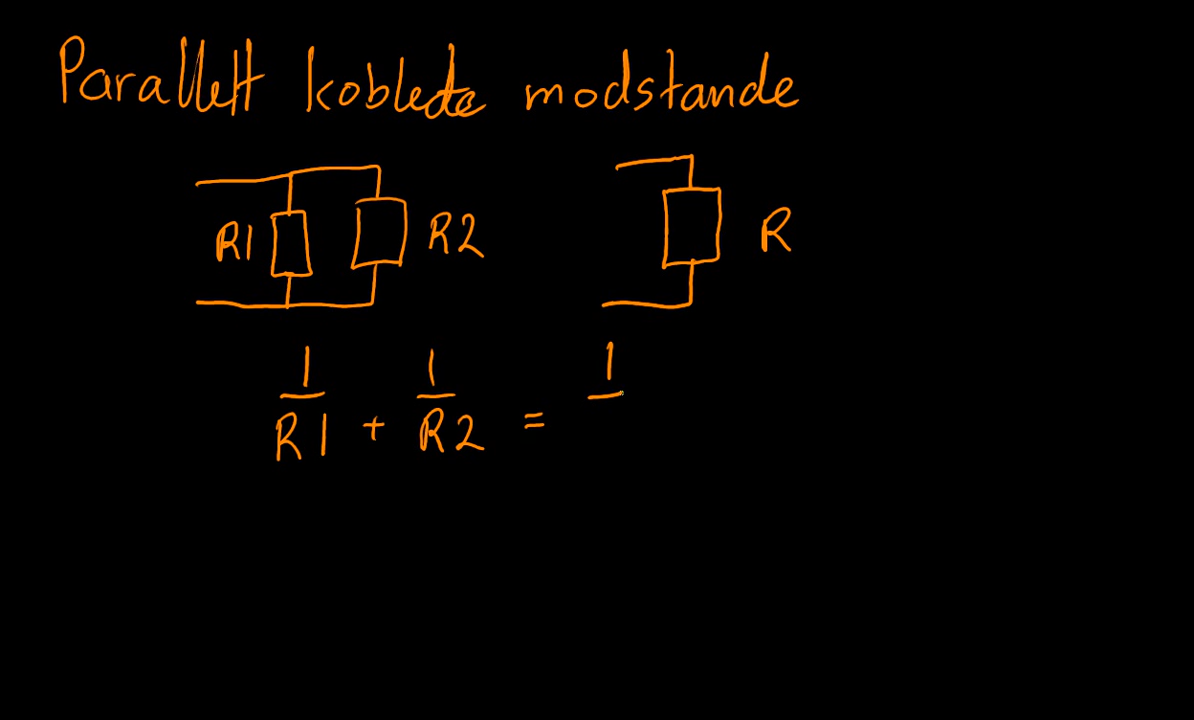 Parallelt koblede modstande
R1 R2 R
1/R1 + 1/R2 = 1/